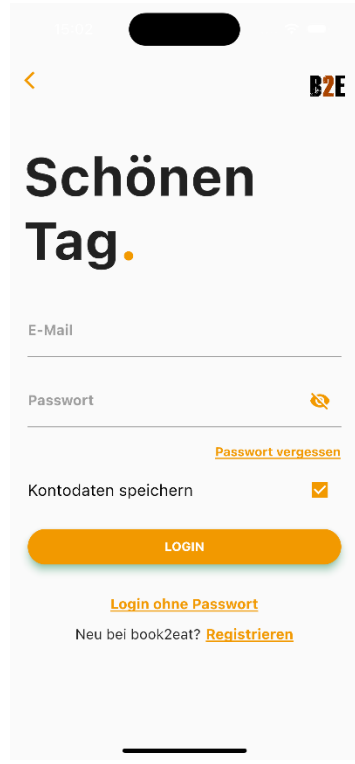 B2E
Schönen
Tag.
E-Mail
Passwort
Passwort vergessen
Kontodaten speichern
LOGIN
Login ohne Passwort
Neu bei book2eat? Registrieren